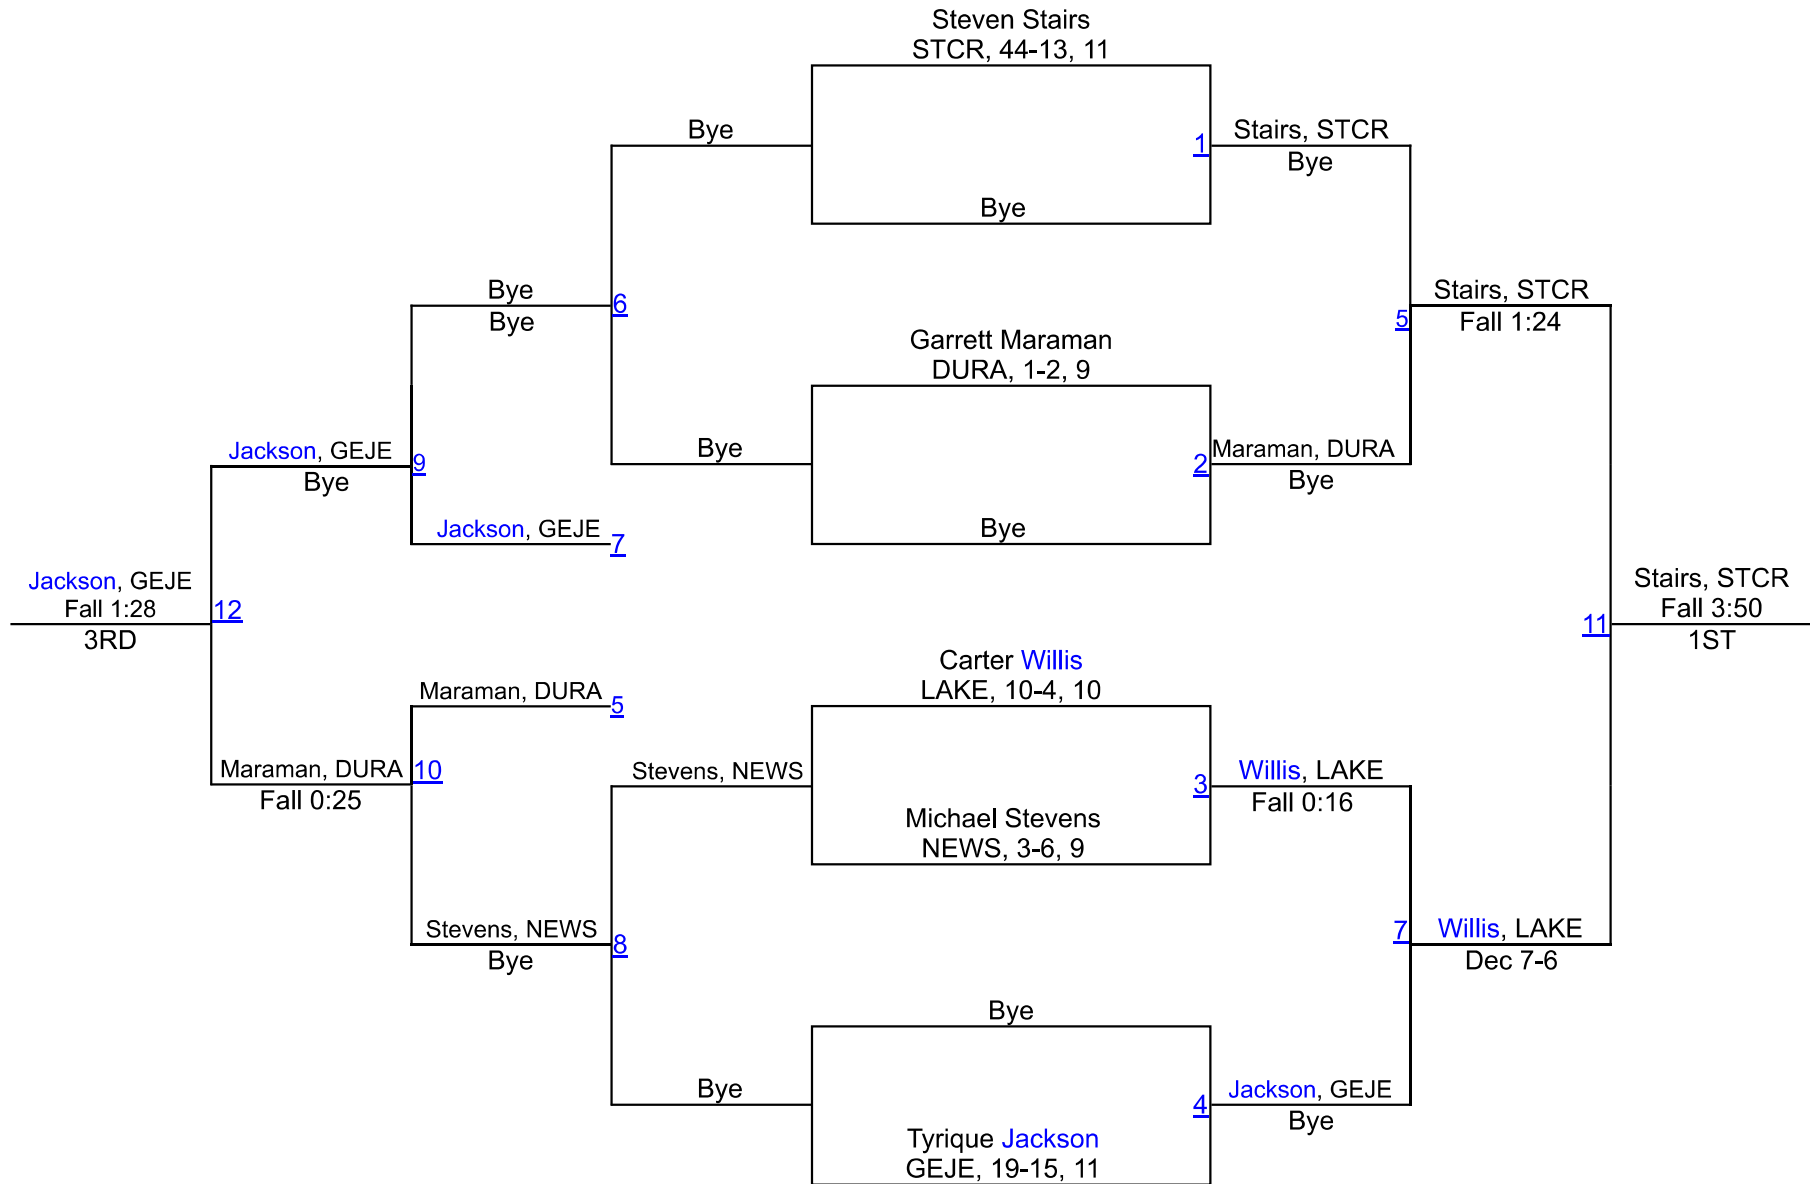 Steven Stairs
STCR, 44-13, 11
Bye
1
Stairs, STCR
Bye
Bye
Bye
Bye
6
Stairs, STCR
Fall 1:24
5
Garrett Maraman
DURA, 1-2, 9
Jackson, GEJE
Bye
9
Bye
2
Maraman, DURA
Bye
Jackson, GEJE
7
Bye
Jackson, GEJE
Fall 1:28
3RD
12
Stairs, STCR
Fall 3:50
1ST
11
Carter Willis
LAKE, 10-4, 10
Maraman, DURA
5
Maraman, DURA
Fall 0:25
10
Stevens, NEWS
3
Willis, LAKE
Fall 0:16
Michael Stevens
NEWS, 3-6, 9
Stevens, NEWS
Bye
8
7
Willis, LAKE
Dec 7-6
Bye
Bye
4
Jackson, GEJE
Bye
Tyrique Jackson
GEJE, 19-15, 11